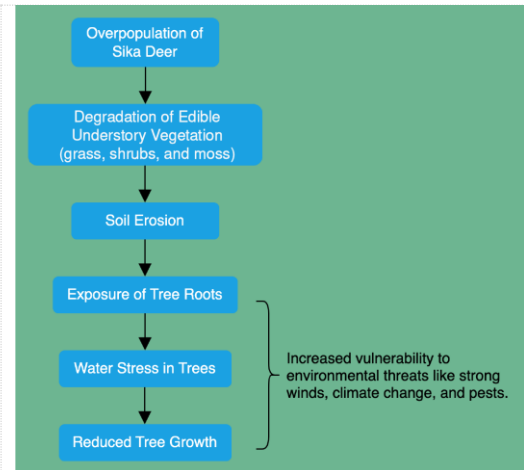 Overpopulation of
Sika Deer
Degradation of Edible
Understory Vegetation
(grass, shrubs, and moss)
Soil Erosion
Exposure of Tree Roots
Water Stress in Trees
Reduced Tree Growth
Increased vulnerability to
environmental threats like strong
winds, climate change, and pests.